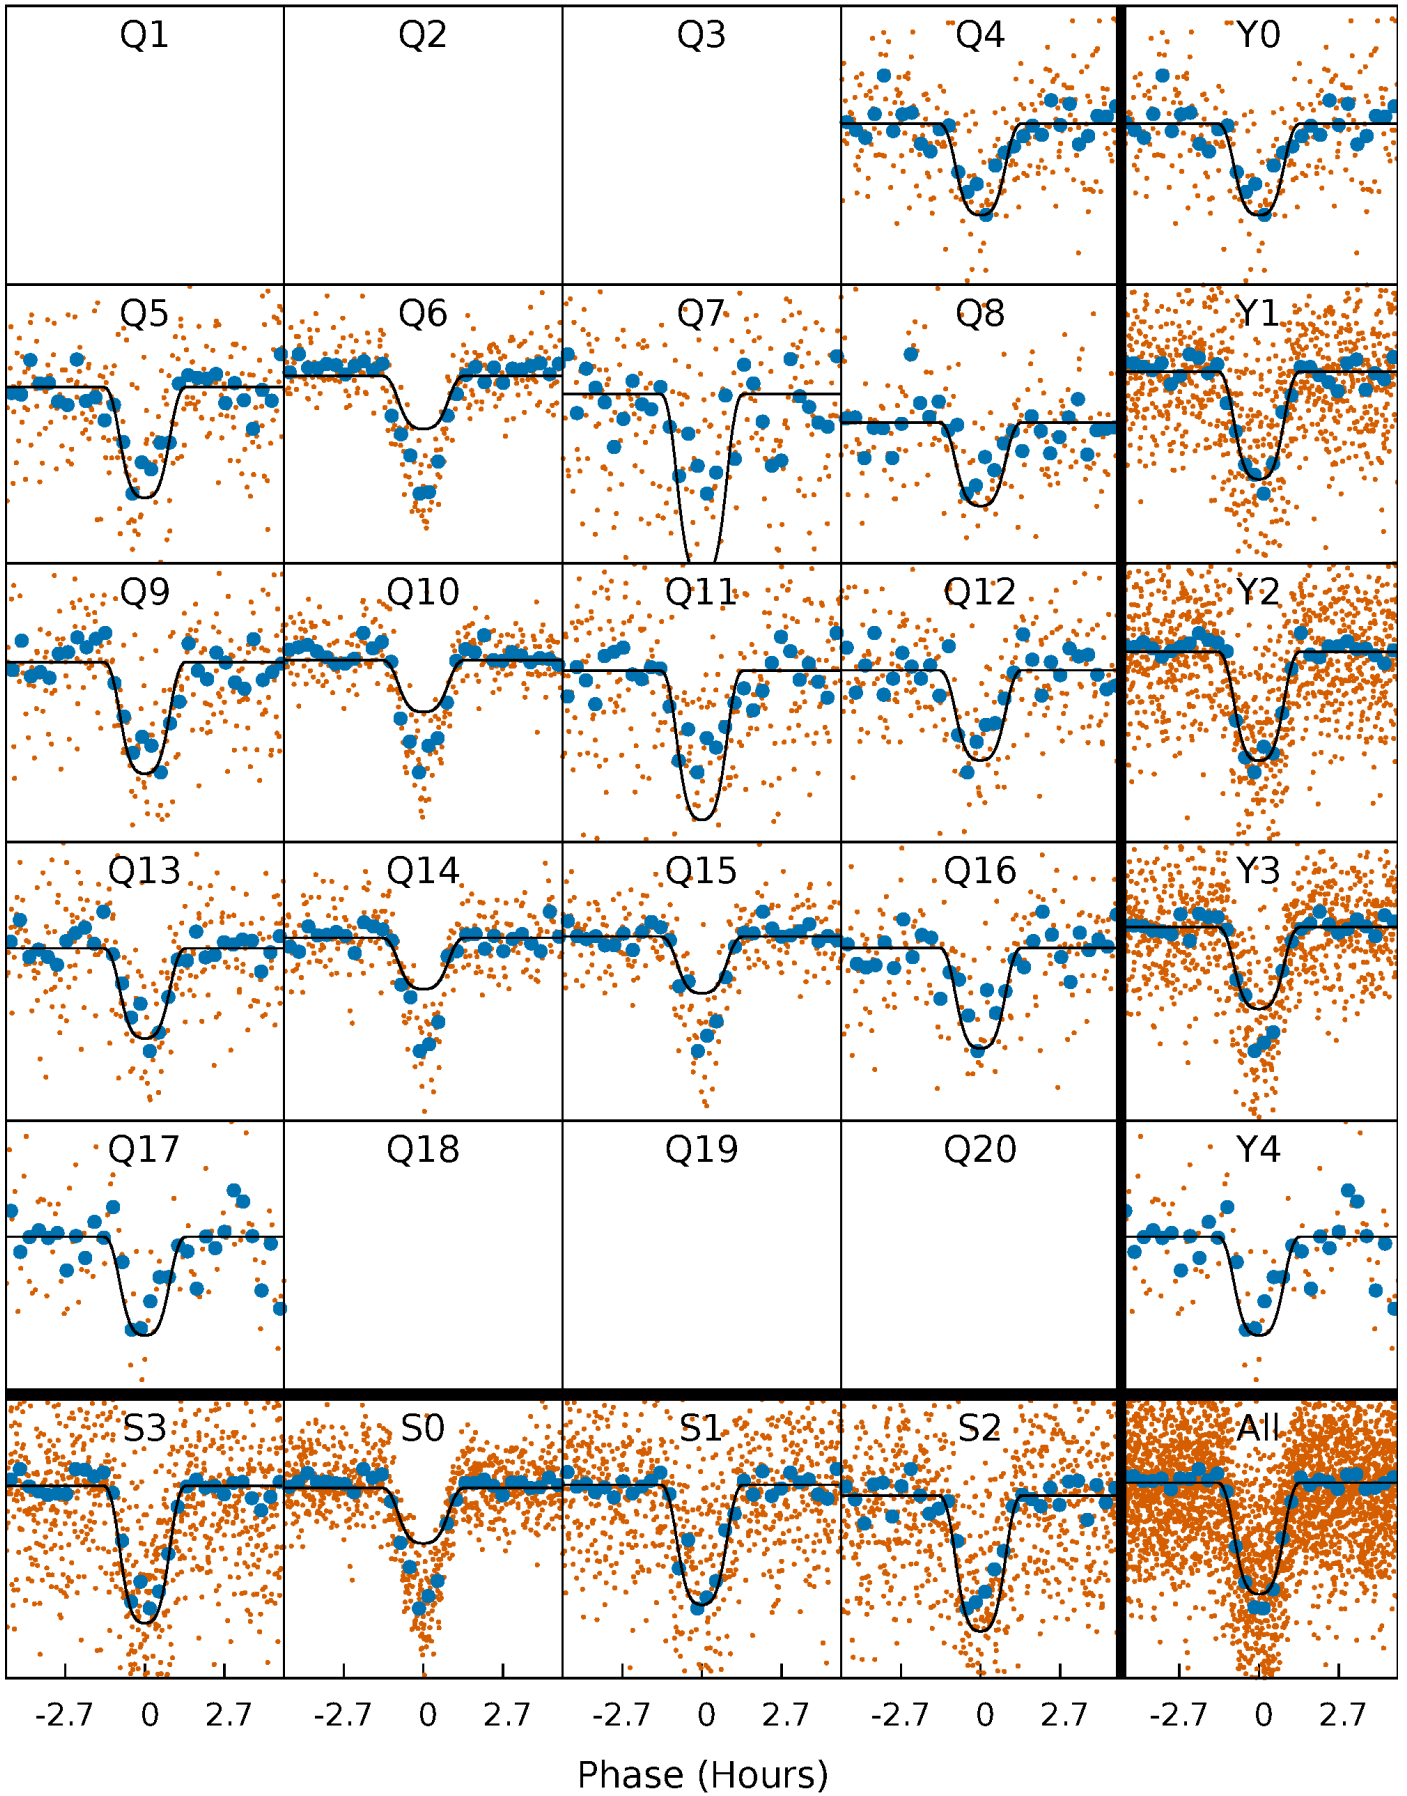 Q1 Q2 Q3 Q4 Y0
Q5 Q6 Q7 Q8 Y1
Q9 Q10 Q11 Q12 Y2
Q13 Q14 Q15 Q16 Y3
Q17 Q18 Q19 Q20 Y4
S3 S0 S1 S2 All
-2.7 0 2.7 -2.7 0 2.7 -2.7 0 2.7 -2.7 0 2.7 -2.7 0 2.7
Phase (Hours)